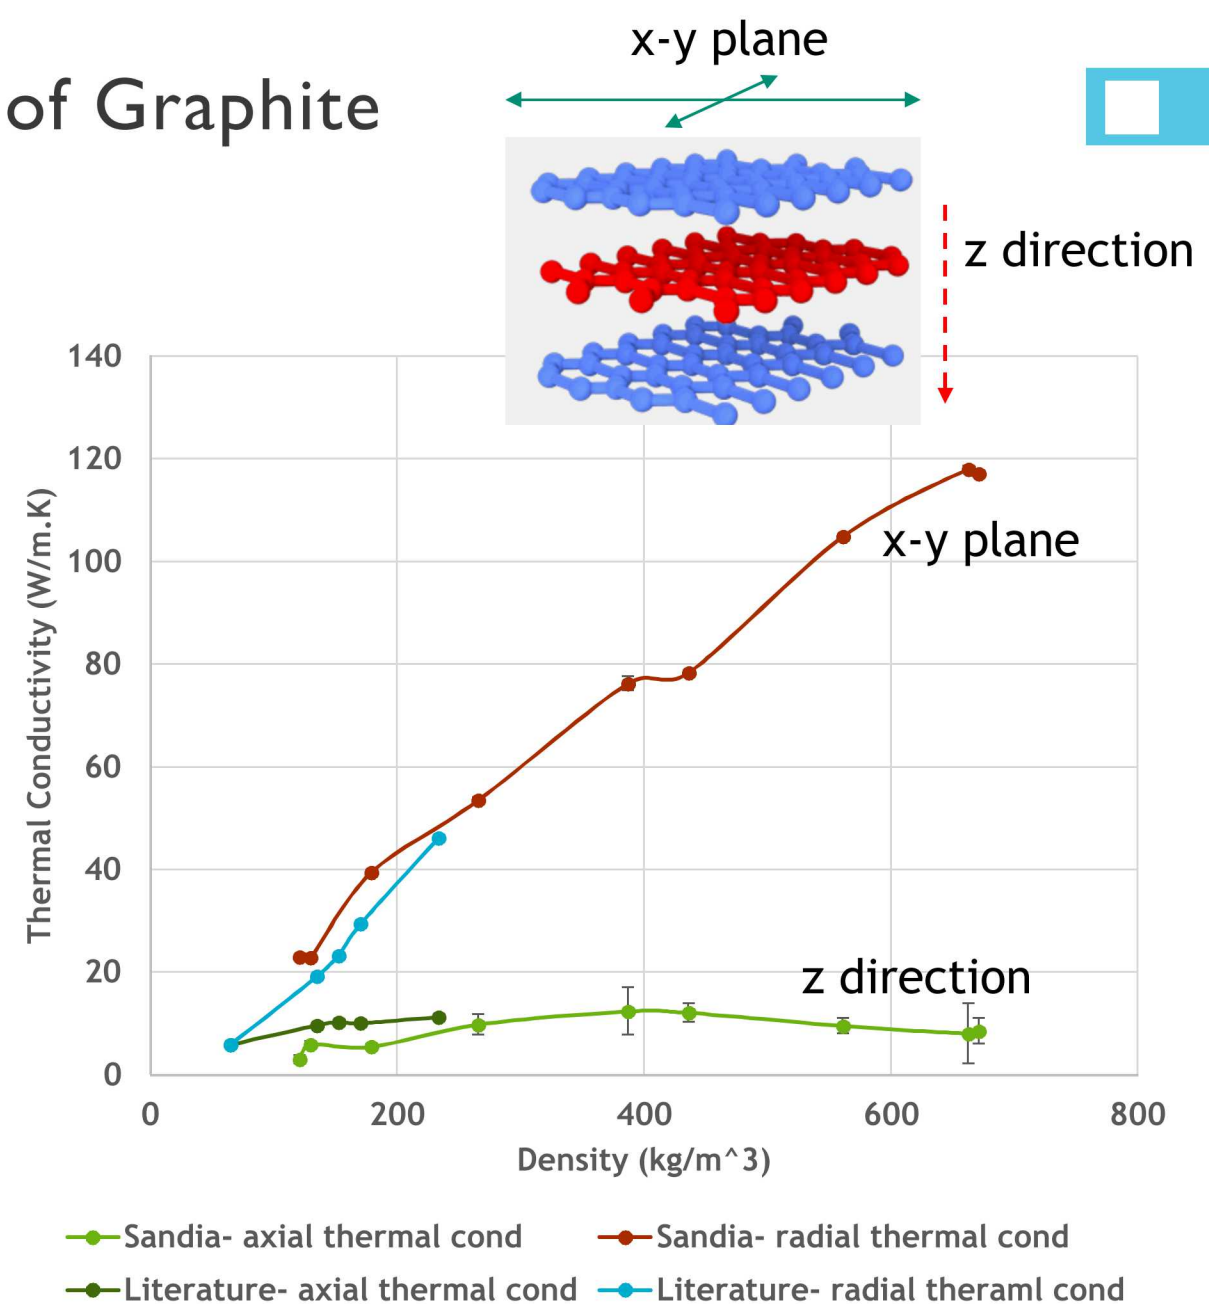 x-y plane
of Graphite
z direction
140
120
100
80
60
40
20
0
Thermal Conductivity (W/m.K)
x-y plane
z direction
0 200 400 600 800
Density (kg/m^3)
Sandia- axial thermal cond Sandia- radial thermal cond
Literature- axial thermal cond Literature- radial theraml cond